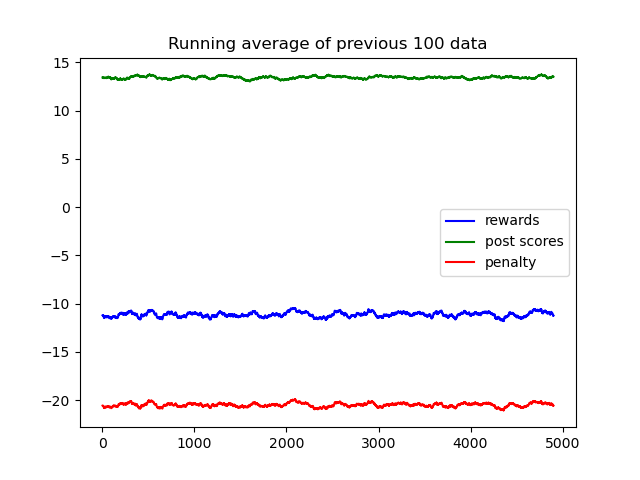 Running average of previous 100 data
15
10
5
0
−5
−10
−15
−20
rewards
post scores
penalty
0 1000 2000 3000 4000 5000